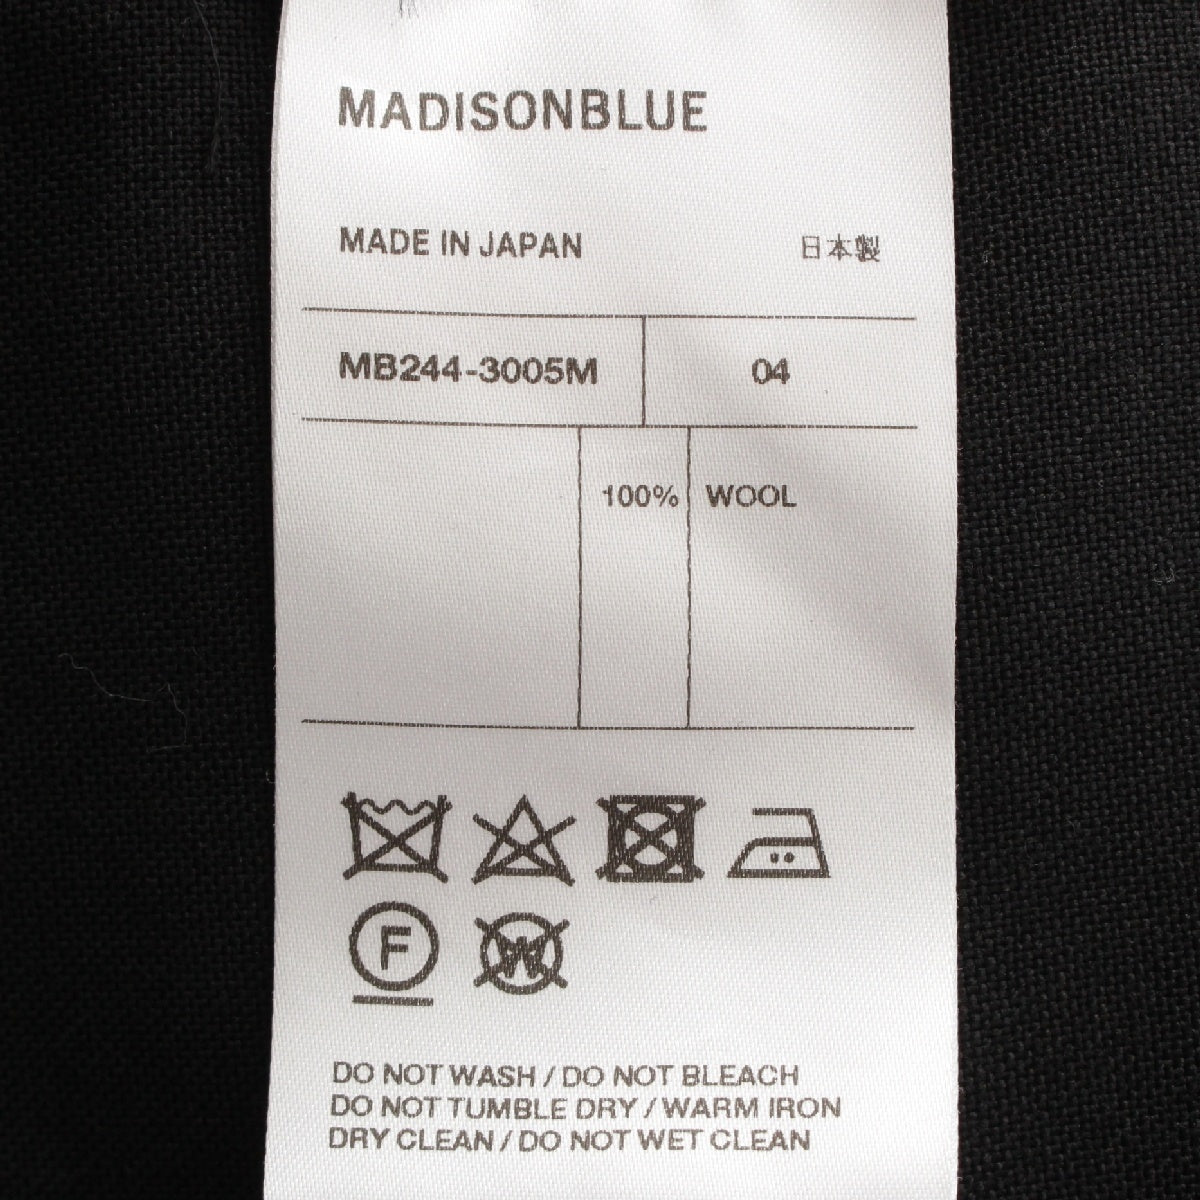 MADISONBLUE
MADE IN JAPAN 日本製
MB244-3005M 04
100% WOOL
F W
DO NOT WASH / DO NOT BLEACH
DO NOT TUMBLE DRY / WARM IRON
DRY CLEAN / DO NOT WET CLEAN